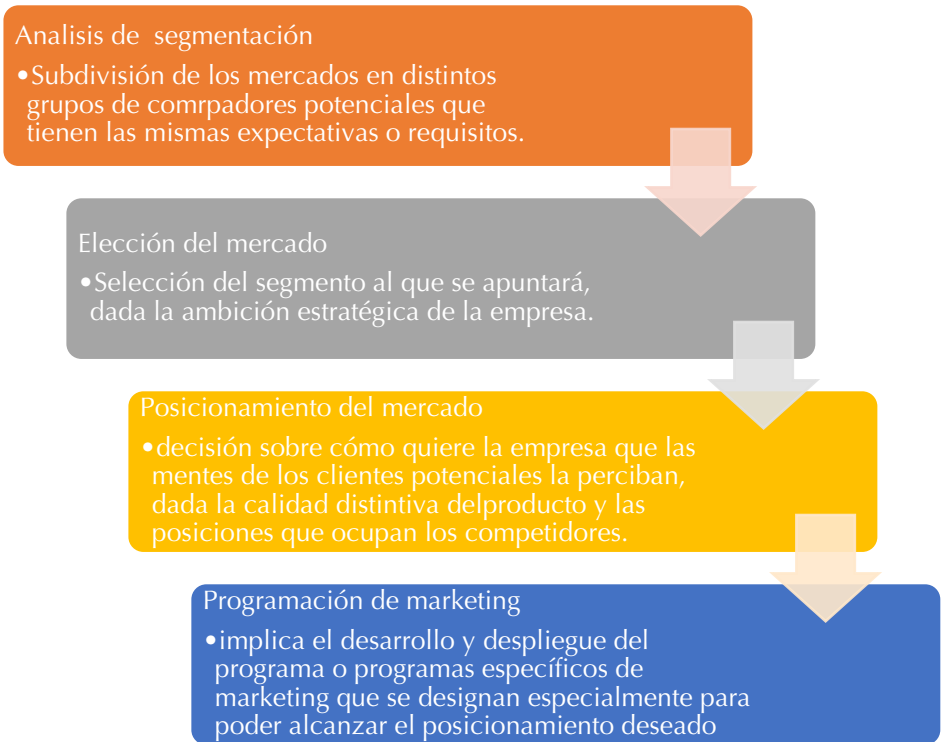 Analisis de  segmentación
•Subdivisión de los mercados en distintos
grupos de comrpadores potenciales que
tienen las mismas expectativas o requisitos.
Elección del mercado
•Selección del segmento al que se apuntará,
dada la ambición estratégica de la empresa.
Posicionamiento del mercado
•decisión sobre cómo quiere la empresa que las
mentes de los clientes potenciales la perciban,
dada la calidad distintiva delproducto y las
posiciones que ocupan los competidores.
Programación de marketing
•implica el desarrollo y despliegue del
programa o programas específicos de
marketing que se designan especialmente para
poder alcanzar el posicionamiento deseado